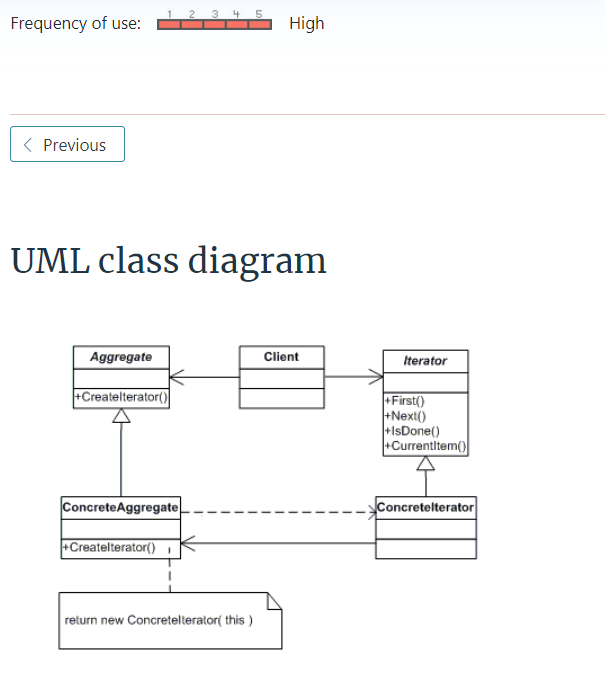 1 2 3 4 5
Frequency of use: High
< Previous
UML class diagram
Aggregate
+CreateIterator()
Client
Iterator
+First()
+Next()
+IsDone()
+CurrentItem()
ConcreteAggregate
+CreateIterator()
ConcreteIterator
return new ConcreteIterator( this )